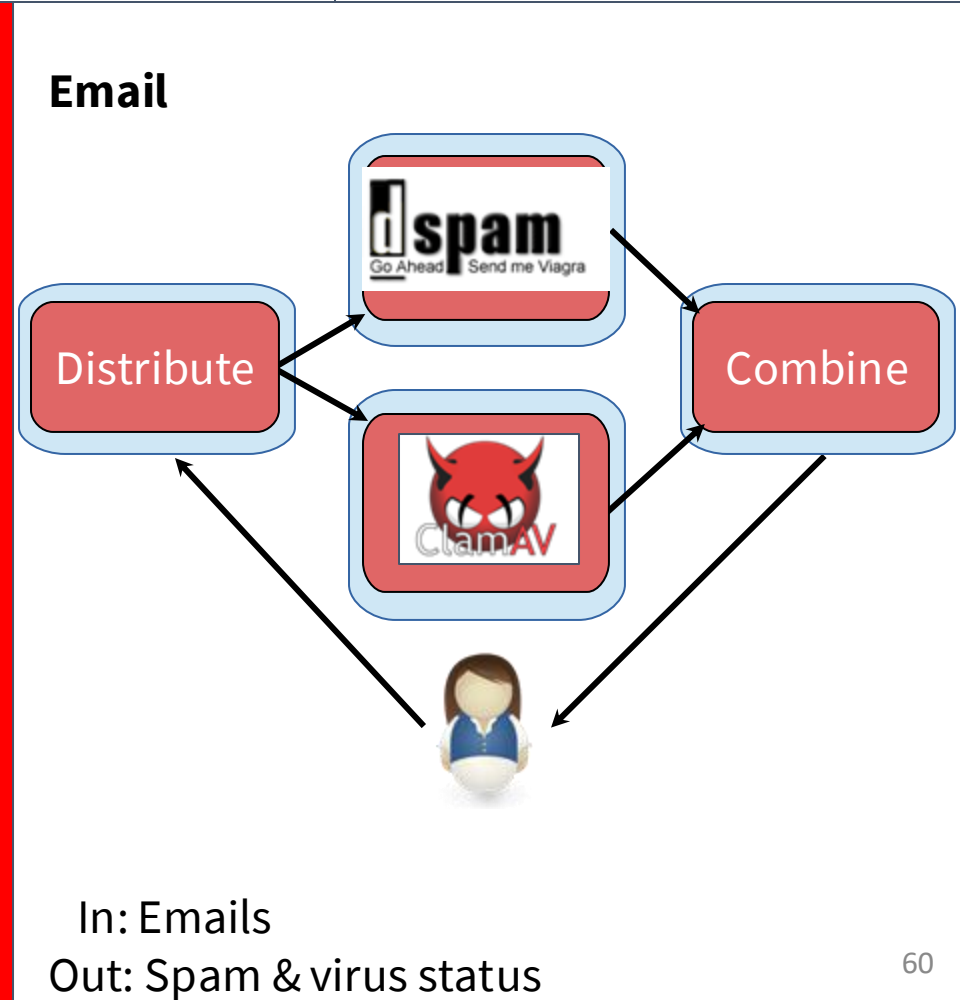 Email
dspam
Go Ahead Send me Viagra
Distribute
Combine
ClamAV
In: Emails
Out: Spam & virus status
60